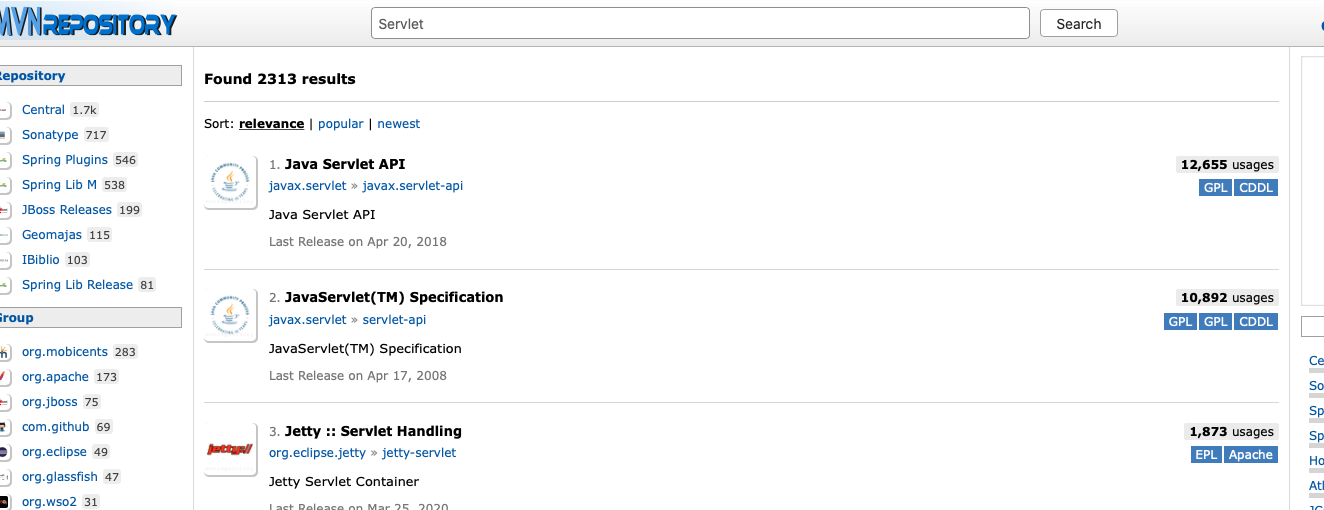 MVNREPOSITORY
Servlet
Search
Repository
Central 1.7k
Sonatype 717
Spring Plugins 546
Spring Lib M 538
JBoss Releases 199
Geomajas 115
IBiblio 103
Spring Lib Release 81
Group
org.mobicents 283
org.apache 173
org.jboss 75
com.github 69
org.eclipse 49
org.glassfish 47
org.wso2 31
Found 2313 results
Sort: relevance | popular | newest
1. Java Servlet API
12,655 usages
javax.servlet » javax.servlet-api
GPL CDDL
Java Servlet API
Last Release on Apr 20, 2018
2. JavaServlet(TM) Specification
10,892 usages
javax.servlet » servlet-api
GPL GPL CDDL
JavaServlet(TM) Specification
Last Release on Apr 17, 2008
jetty://
3. Jetty :: Servlet Handling
1,873 usages
org.eclipse.jetty » jetty-servlet
EPL Apache
Jetty Servlet Container
Last Release on Mar 25, 2020
Ce
So
Sp
Sp
Ho
Atl